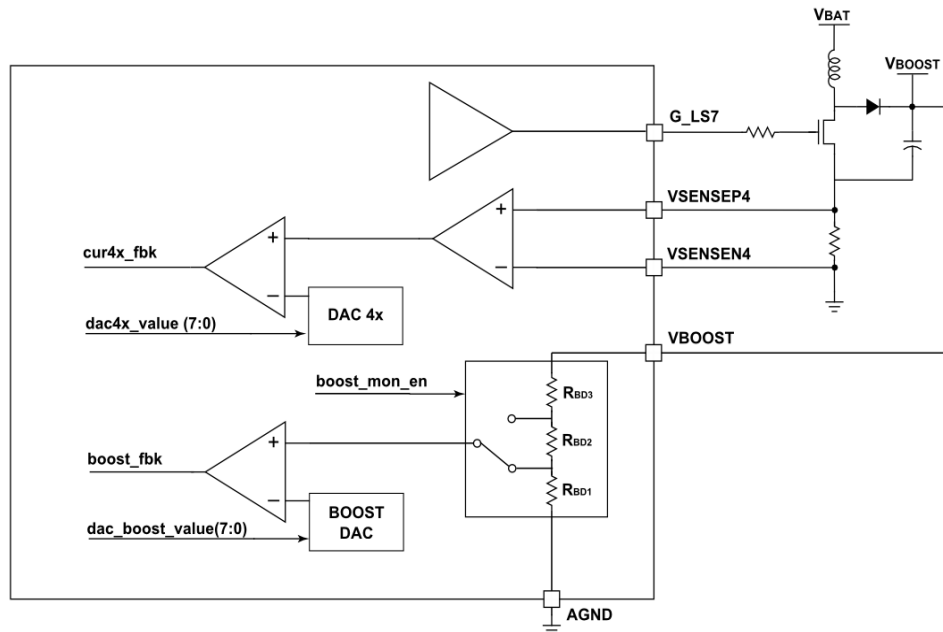 VBAT
VBOOST
G_LS7
VSENSEP4
+
+
cur4x_fbk
VSENSEN4
−
−
DAC 4x
dac4x_value (7:0)
VBOOST
boost_mon_en
RBD3
RBD2
+
boost_fbk
RBD1
−
BOOST
DAC
dac_boost_value(7:0)
AGND